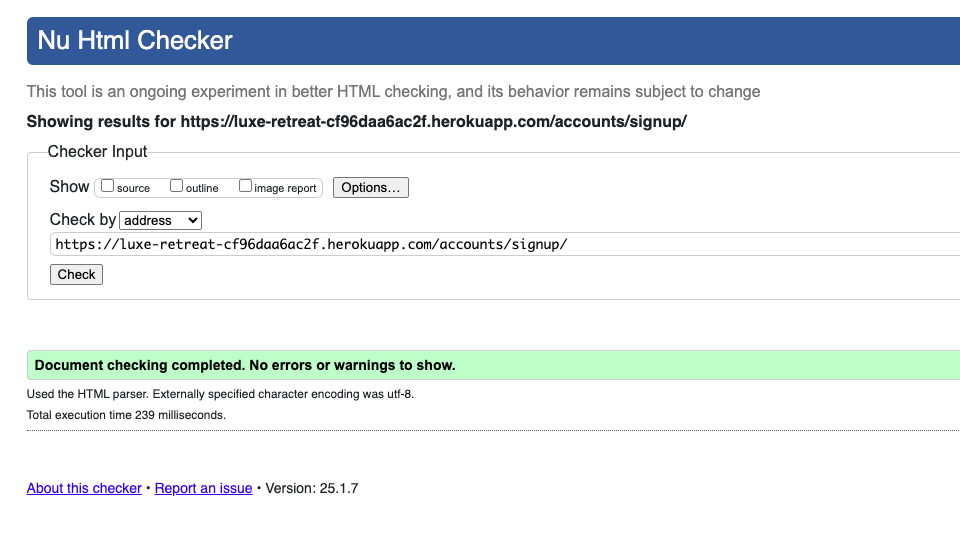 Nu Html Checker
This tool is an ongoing experiment in better HTML checking, and its behavior remains subject to change
Showing results for https://luxe-retreat-cf96daa6ac2f.herokuapp.com/accounts/signup/
Checker Input
Show source outline image report Options…
Check by address
https://luxe-retreat-cf96daa6ac2f.herokuapp.com/accounts/signup/
Check
Document checking completed. No errors or warnings to show.
Used the HTML parser. Externally specified character encoding was utf-8.
Total execution time 239 milliseconds.
About this checker • Report an issue • Version: 25.1.7